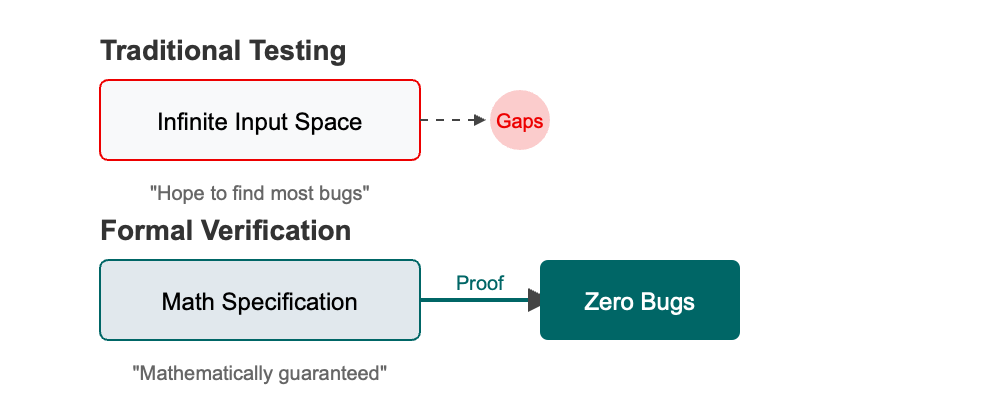 Traditional Testing
Infinite Input Space
Gaps
"Hope to find most bugs"
Formal Verification
Math Specification
Proof
Zero Bugs
"Mathematically guaranteed"